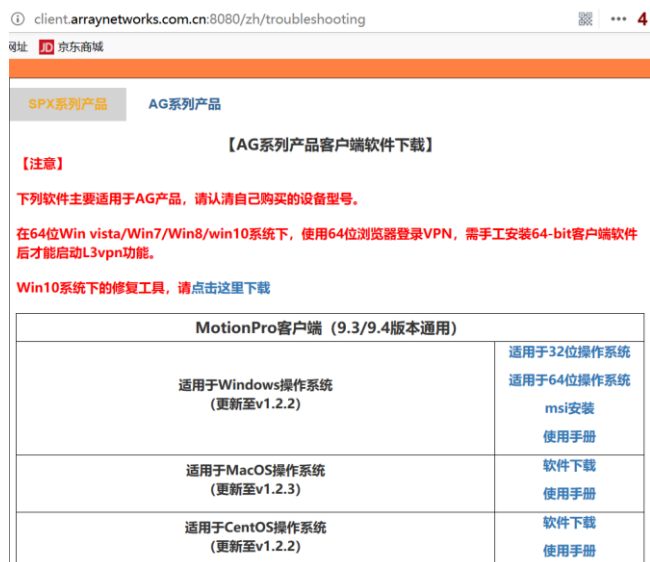 client.arraynetworks.com.cn:8080/zh/troubleshooting
4
网址 JD 京东商城
SPX系列产品 AG系列产品
【AG系列产品客户端软件下载】
【注意】
下列软件主要适用于AG产品，请认清自己购买的设备型号。
在64位Win vista/Win7/Win8/win10系统下，使用64位浏览器登录VPN，需手工安装64-bit客户端软件
后才能启动L3vpn功能。
Win10系统下的修复工具，请点击这里下载
MotionPro客户端（9.3/9.4版本通用）
适用于Windows操作系统
(更新至v1.2.2)
适用于32位操作系统
适用于64位操作系统
msi安装
使用手册
适用于MacOS操作系统
(更新至v1.2.3)
软件下载
使用手册
适用于CentOS操作系统
(更新至v1.2.2)
软件下载
使用手册